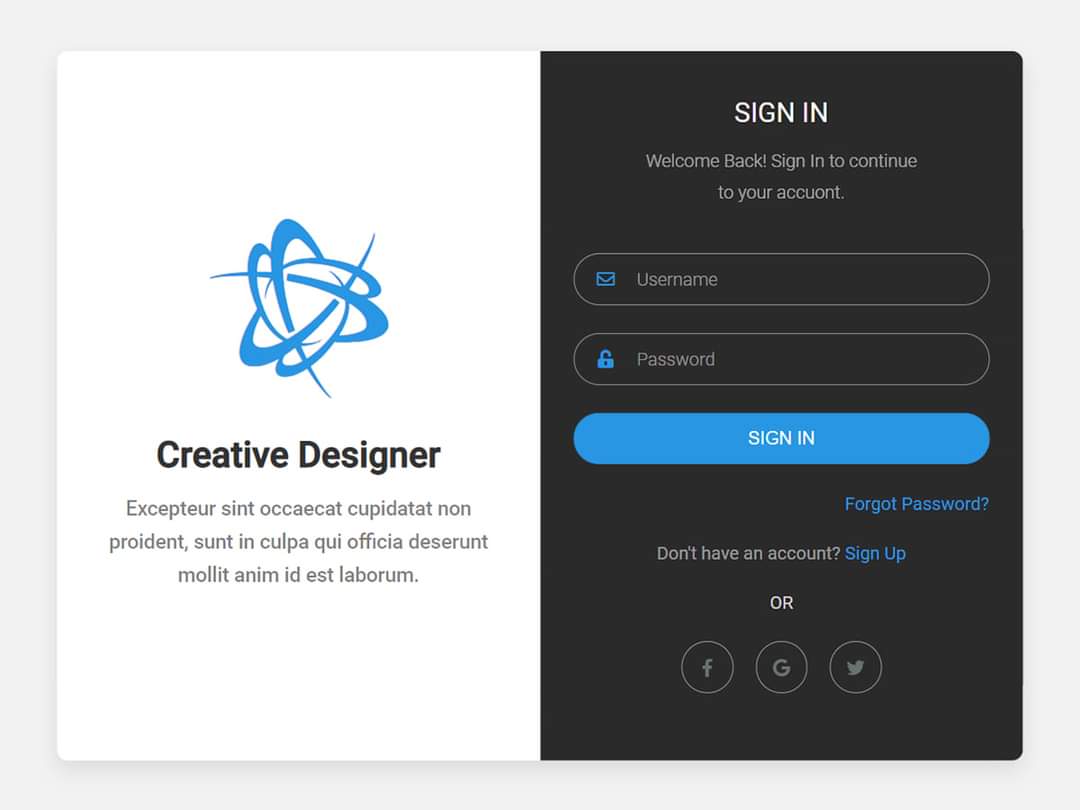 Creative Designer
Excepteur sint occaecat cupidatat non
proident, sunt in culpa qui officia deserunt
mollit anim id est laborum.
SIGN IN
Welcome Back! Sign In to continue
to your accuont.
Username
Password
SIGN IN
Forgot Password?
Don't have an account? Sign Up
OR